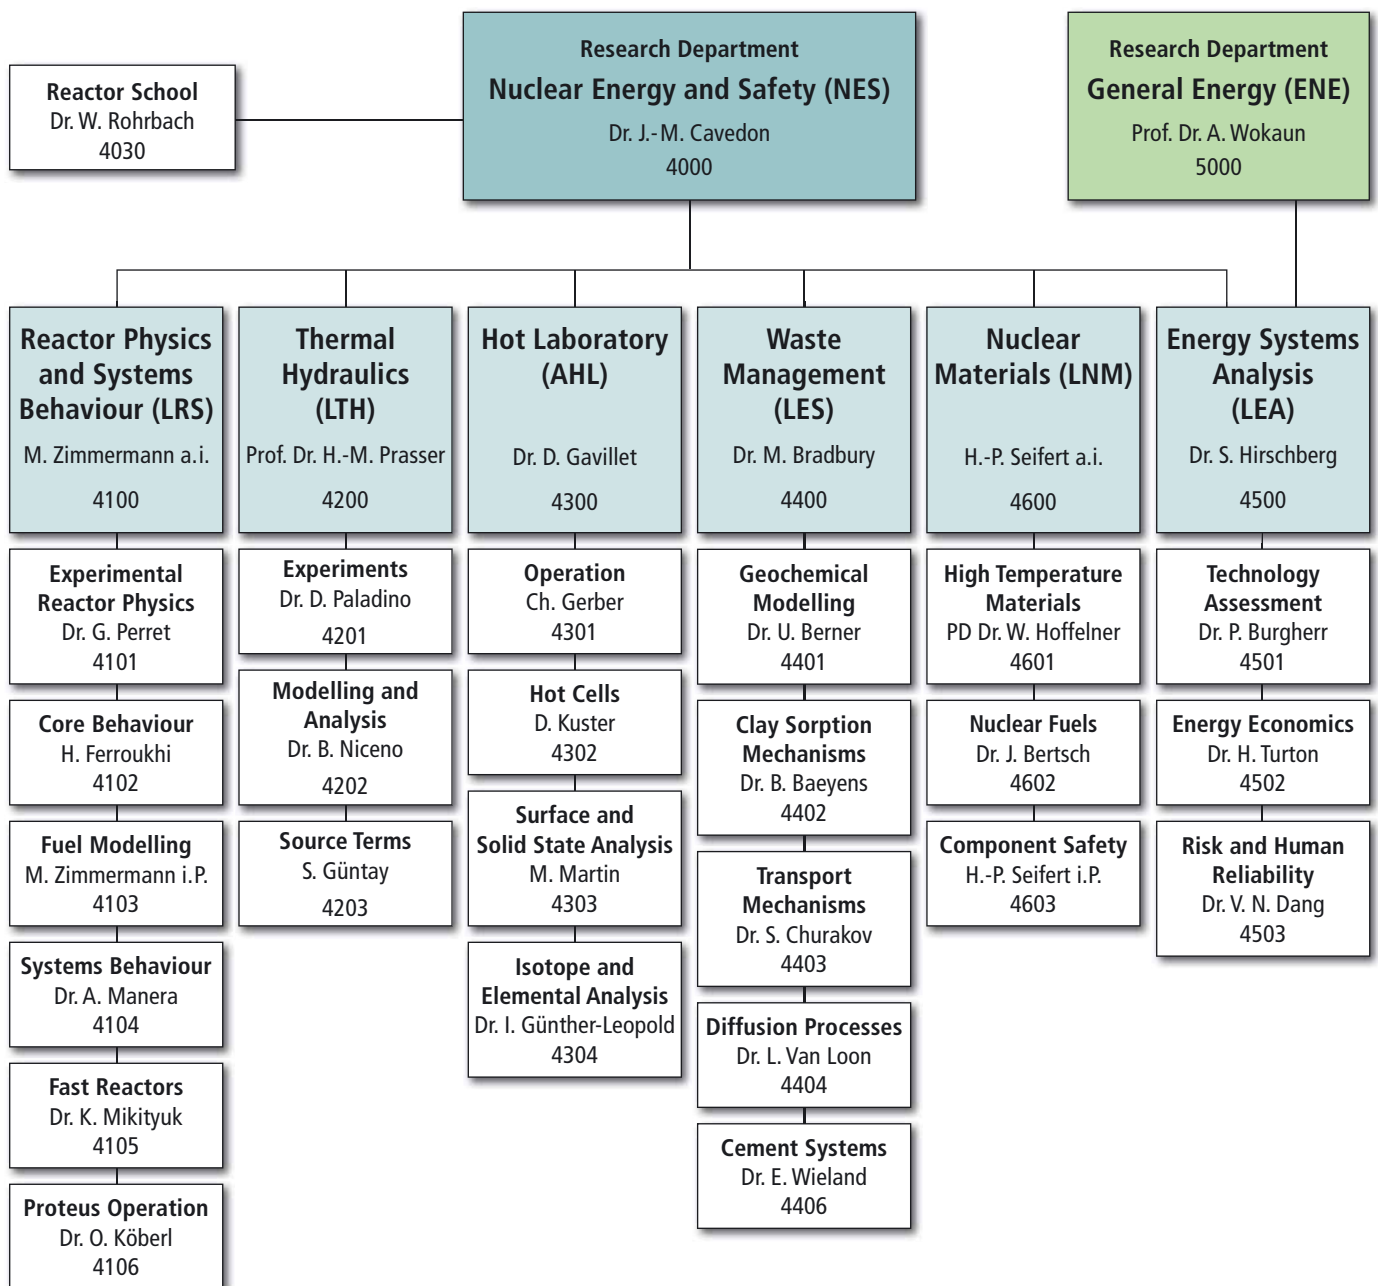 Research Department
Nuclear Energy and Safety (NES)
Dr. J.-M. Cavedon
4000
Research Department
General Energy (ENE)
Prof. Dr. A. Wokaun
5000
Reactor School
Dr. W. Rohrbach
4030
Reactor Physics
and Systems
Behaviour (LRS)
M. Zimmermann a.i.
4100
Experimental
Reactor Physics
Dr. G. Perret
4101
Core Behaviour
H. Ferroukhi
4102
Fuel Modelling
M. Zimmermann i.P.
4103
Systems Behaviour
Dr. A. Manera
4104
Fast Reactors
Dr. K. Mikityuk
4105
Proteus Operation
Dr. O. Köberl
4106
Thermal
Hydraulics
(LTH)
Prof. Dr. H.-M. Prasser
4200
Experiments
Dr. D. Paladino
4201
Modelling and
Analysis
Dr. B. Niceno
4202
Source Terms
S. Güntay
4203
Hot Laboratory
(AHL)
Dr. D. Gavillet
4300
Operation
Ch. Gerber
4301
Hot Cells
D. Kuster
4302
Surface and
Solid State Analysis
M. Martin
4303
Isotope and
Elemental Analysis
Dr. I. Günther-Leopold
4304
Waste
Management
(LES)
Dr. M. Bradbury
4400
Geochemical
Modelling
Dr. U. Berner
4401
Clay Sorption
Mechanisms
Dr. B. Baeyens
4402
Transport
Mechanisms
Dr. S. Churakov
4403
Diffusion Processes
Dr. L. Van Loon
4404
Cement Systems
Dr. E. Wieland
4406
Nuclear
Materials (LNM)
H.-P. Seifert a.i.
4600
High Temperature
Materials
PD Dr. W. Hoffelner
4601
Nuclear Fuels
Dr. J. Bertsch
4602
Component Safety
H.-P. Seifert i.P.
4603
Energy Systems
Analysis
(LEA)
Dr. S. Hirschberg
4500
Technology
Assessment
Dr. P. Burgherr
4501
Energy Economics
Dr. H. Turton
4502
Risk and Human
Reliability
Dr. V. N. Dang
4503